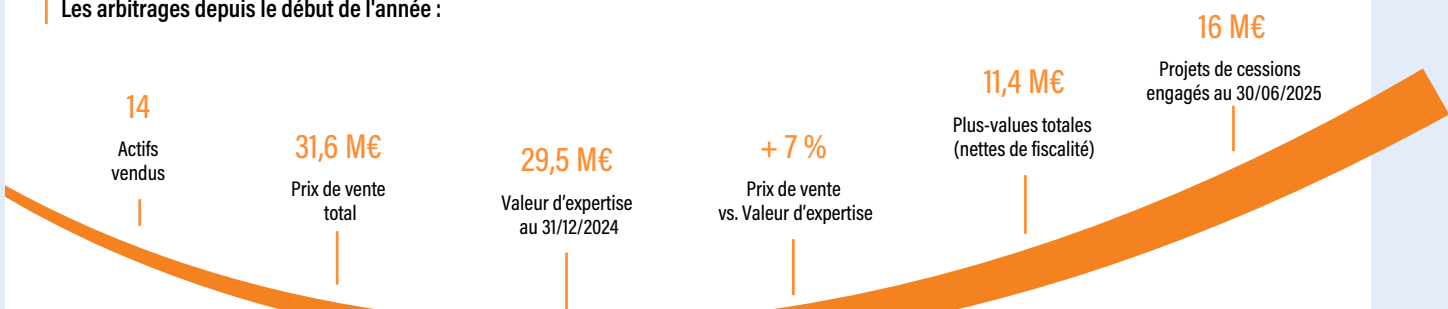 Les arbitrages depuis le début de l'année :
14
Actifs
vendus
31,6 M€
Prix de vente
total
29,5 M€
Valeur d'expertise
au 31/12/2024
+ 7 %
Prix de vente
vs. Valeur d'expertise
11,4 M€
Plus-values totales
(nettes de fiscalité)
16 M€
Projets de cessions
engagés au 30/06/2025